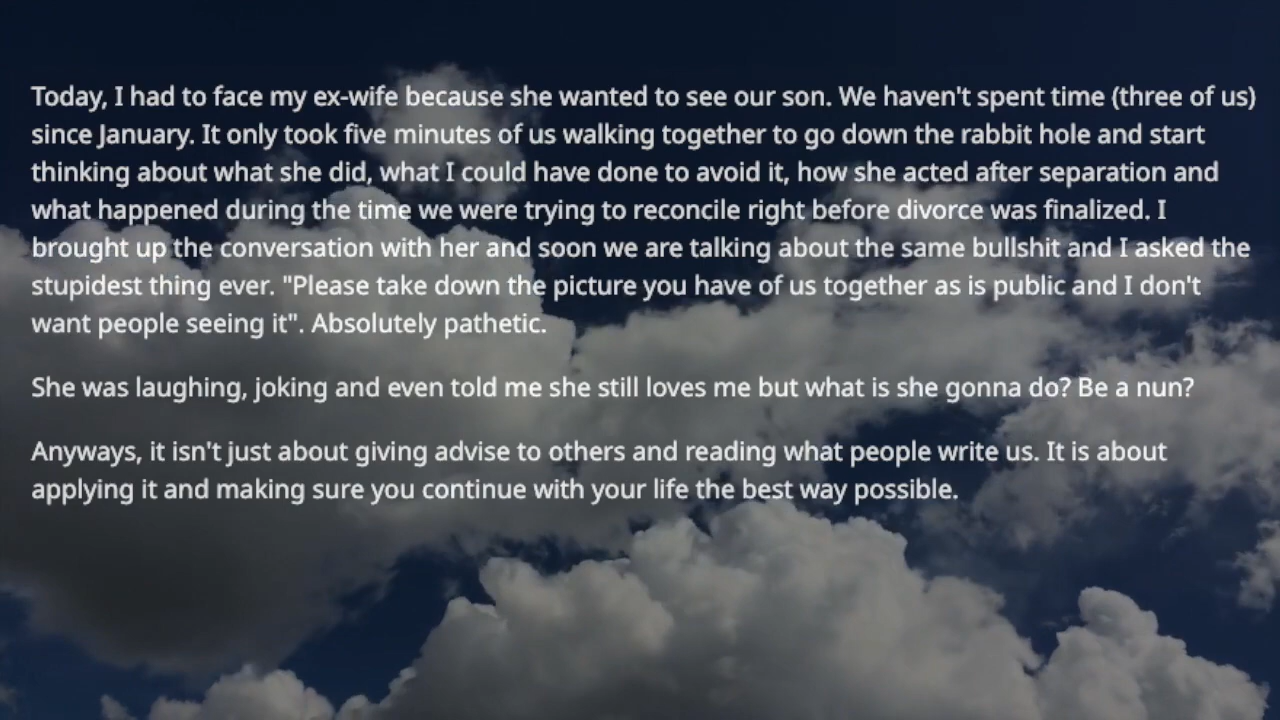 Today, I had to face my ex-wife because she wanted to see our son. We haven't spent time (three of us)
since January. It only took five minutes of us walking together to go down the rabbit hole and start
thinking about what she did, what I could have done to avoid it, how she acted after separation and
what happened during the time we were trying to reconcile right before divorce was finalized. I
brought up the conversation with her and soon we are talking about the same bullshit and I asked the
stupidest thing ever. "Please take down the picture you have of us together as is public and I don't
want people seeing it". Absolutely pathetic.
She was laughing, joking and even told me she still loves me but what is she gonna do? Be a nun?
Anyways, it isn't just about giving advise to others and reading what people write us. It is about
applying it and making sure you continue with your life the best way possible.